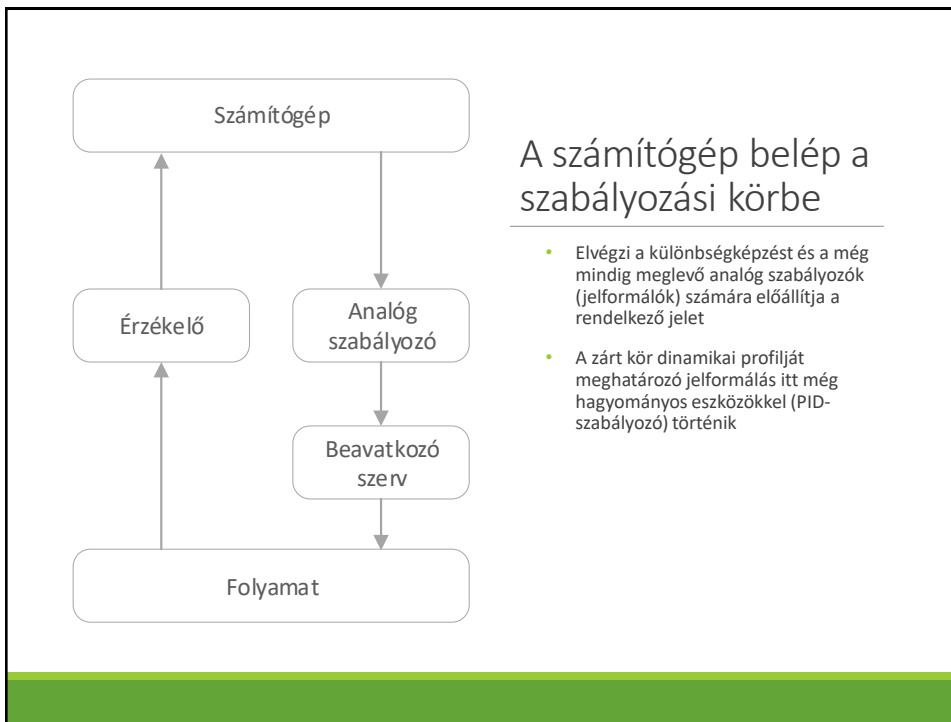 Számítógép
Érzékelő
Analóg
szabályozó
Beavatkozó
szerv
Folyamat
A számítógép belép a
szabályozási körbe
• Elvégzi a különbségképzést és a még
mindig meglevő analóg szabályozók
(jelformálók) számára előállítja a
rendelkező jelet
• A zárt kör dinamikai profilját
meghatározó jelformálás itt még
hagyományos eszközökkel (PID-
szabályozó) történik